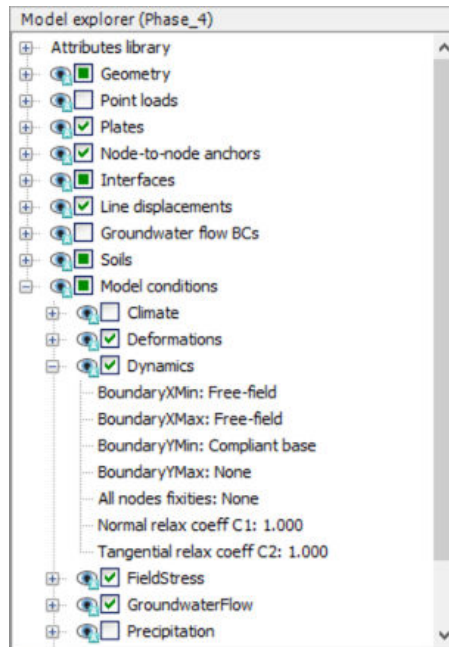 Model explorer (Phase_4)
Attributes library
Geometry
Point loads
Plates
Node-to-node anchors
Interfaces
Line displacements
Groundwater flow BCs
Soils
Model conditions
Climate
Deformations
Dynamics
BoundaryXMin: Free-field
BoundaryXMax: Free-field
BoundaryYMin: Compliant base
BoundaryYMax: None
All nodes fixities: None
Normal relax coeff C1: 1.000
Tangential relax coeff C2: 1.000
FieldStress
GroundwaterFlow
Precipitation